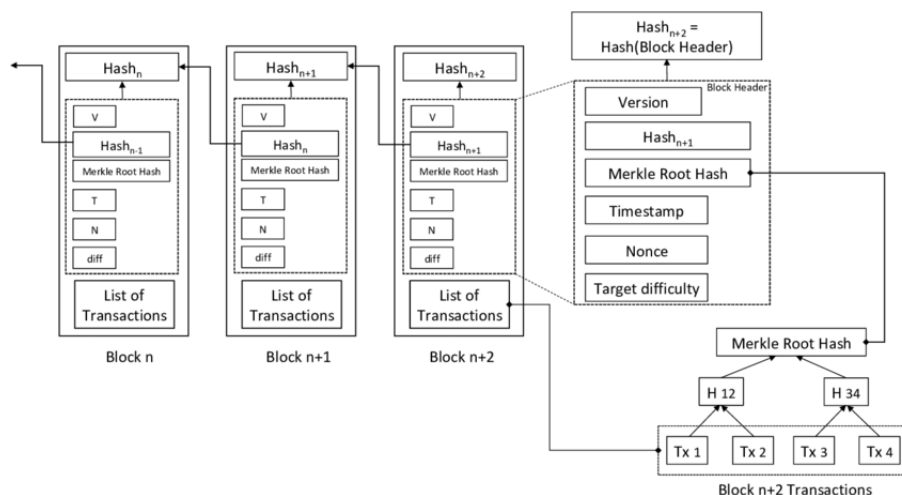 Hashₙ
V
Hashₙ₋₁
Merkle Root Hash
T
N
diff
List of
Transactions
Block n
Hashₙ₊₁
V
Hashₙ
Merkle Root Hash
T
N
diff
List of
Transactions
Block n+1
Hashₙ₊₂
V
Hashₙ₊₁
Merkle Root Hash
T
N
diff
List of
Transactions
Block n+2
Hashₙ₊₂ =
Hash(Block Header)
Block Header
Version
Hashₙ₊₁
Merkle Root Hash
Timestamp
Nonce
Target difficulty
Merkle Root Hash
H 12
H 34
Tx 1
Tx 2
Tx 3
Tx 4
Block n+2 Transactions